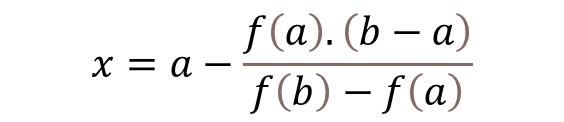 x = a − f(a). (b − a) / f(b) − f(a)